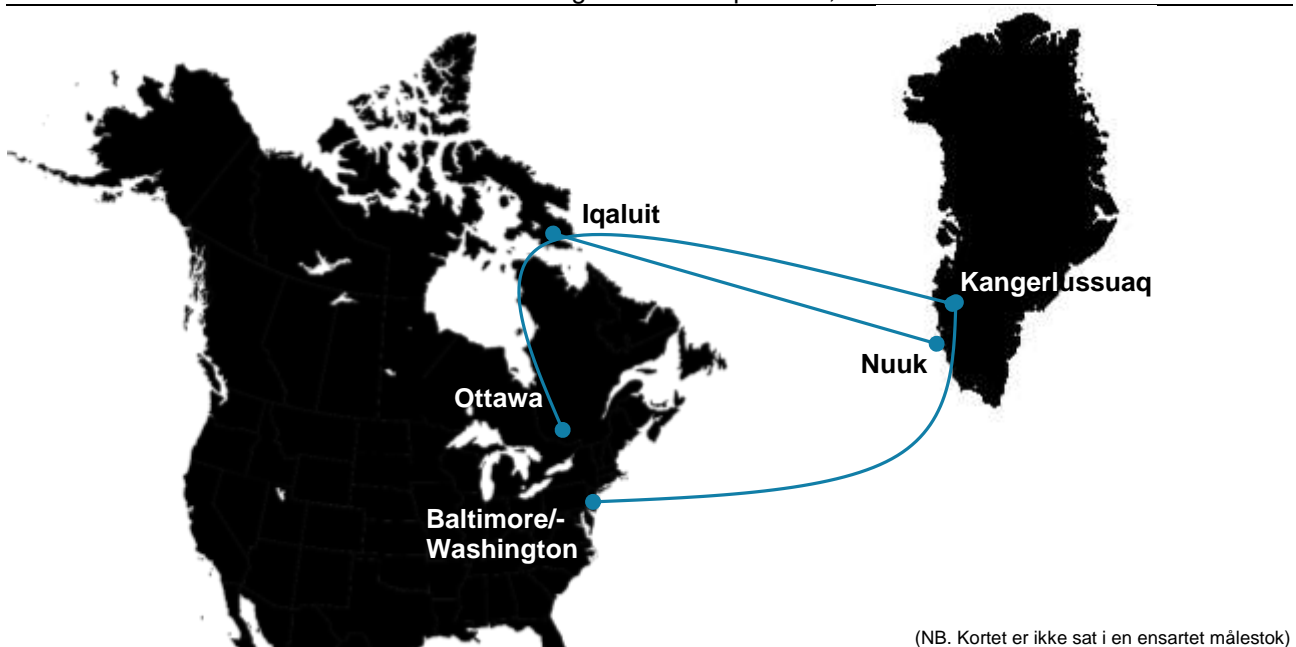 Iqaluit
Kangerlussuaq
Nuuk
Ottawa
Baltimore/-
Washington
(NB. Kortet er ikke sat i en ensartet målestok)